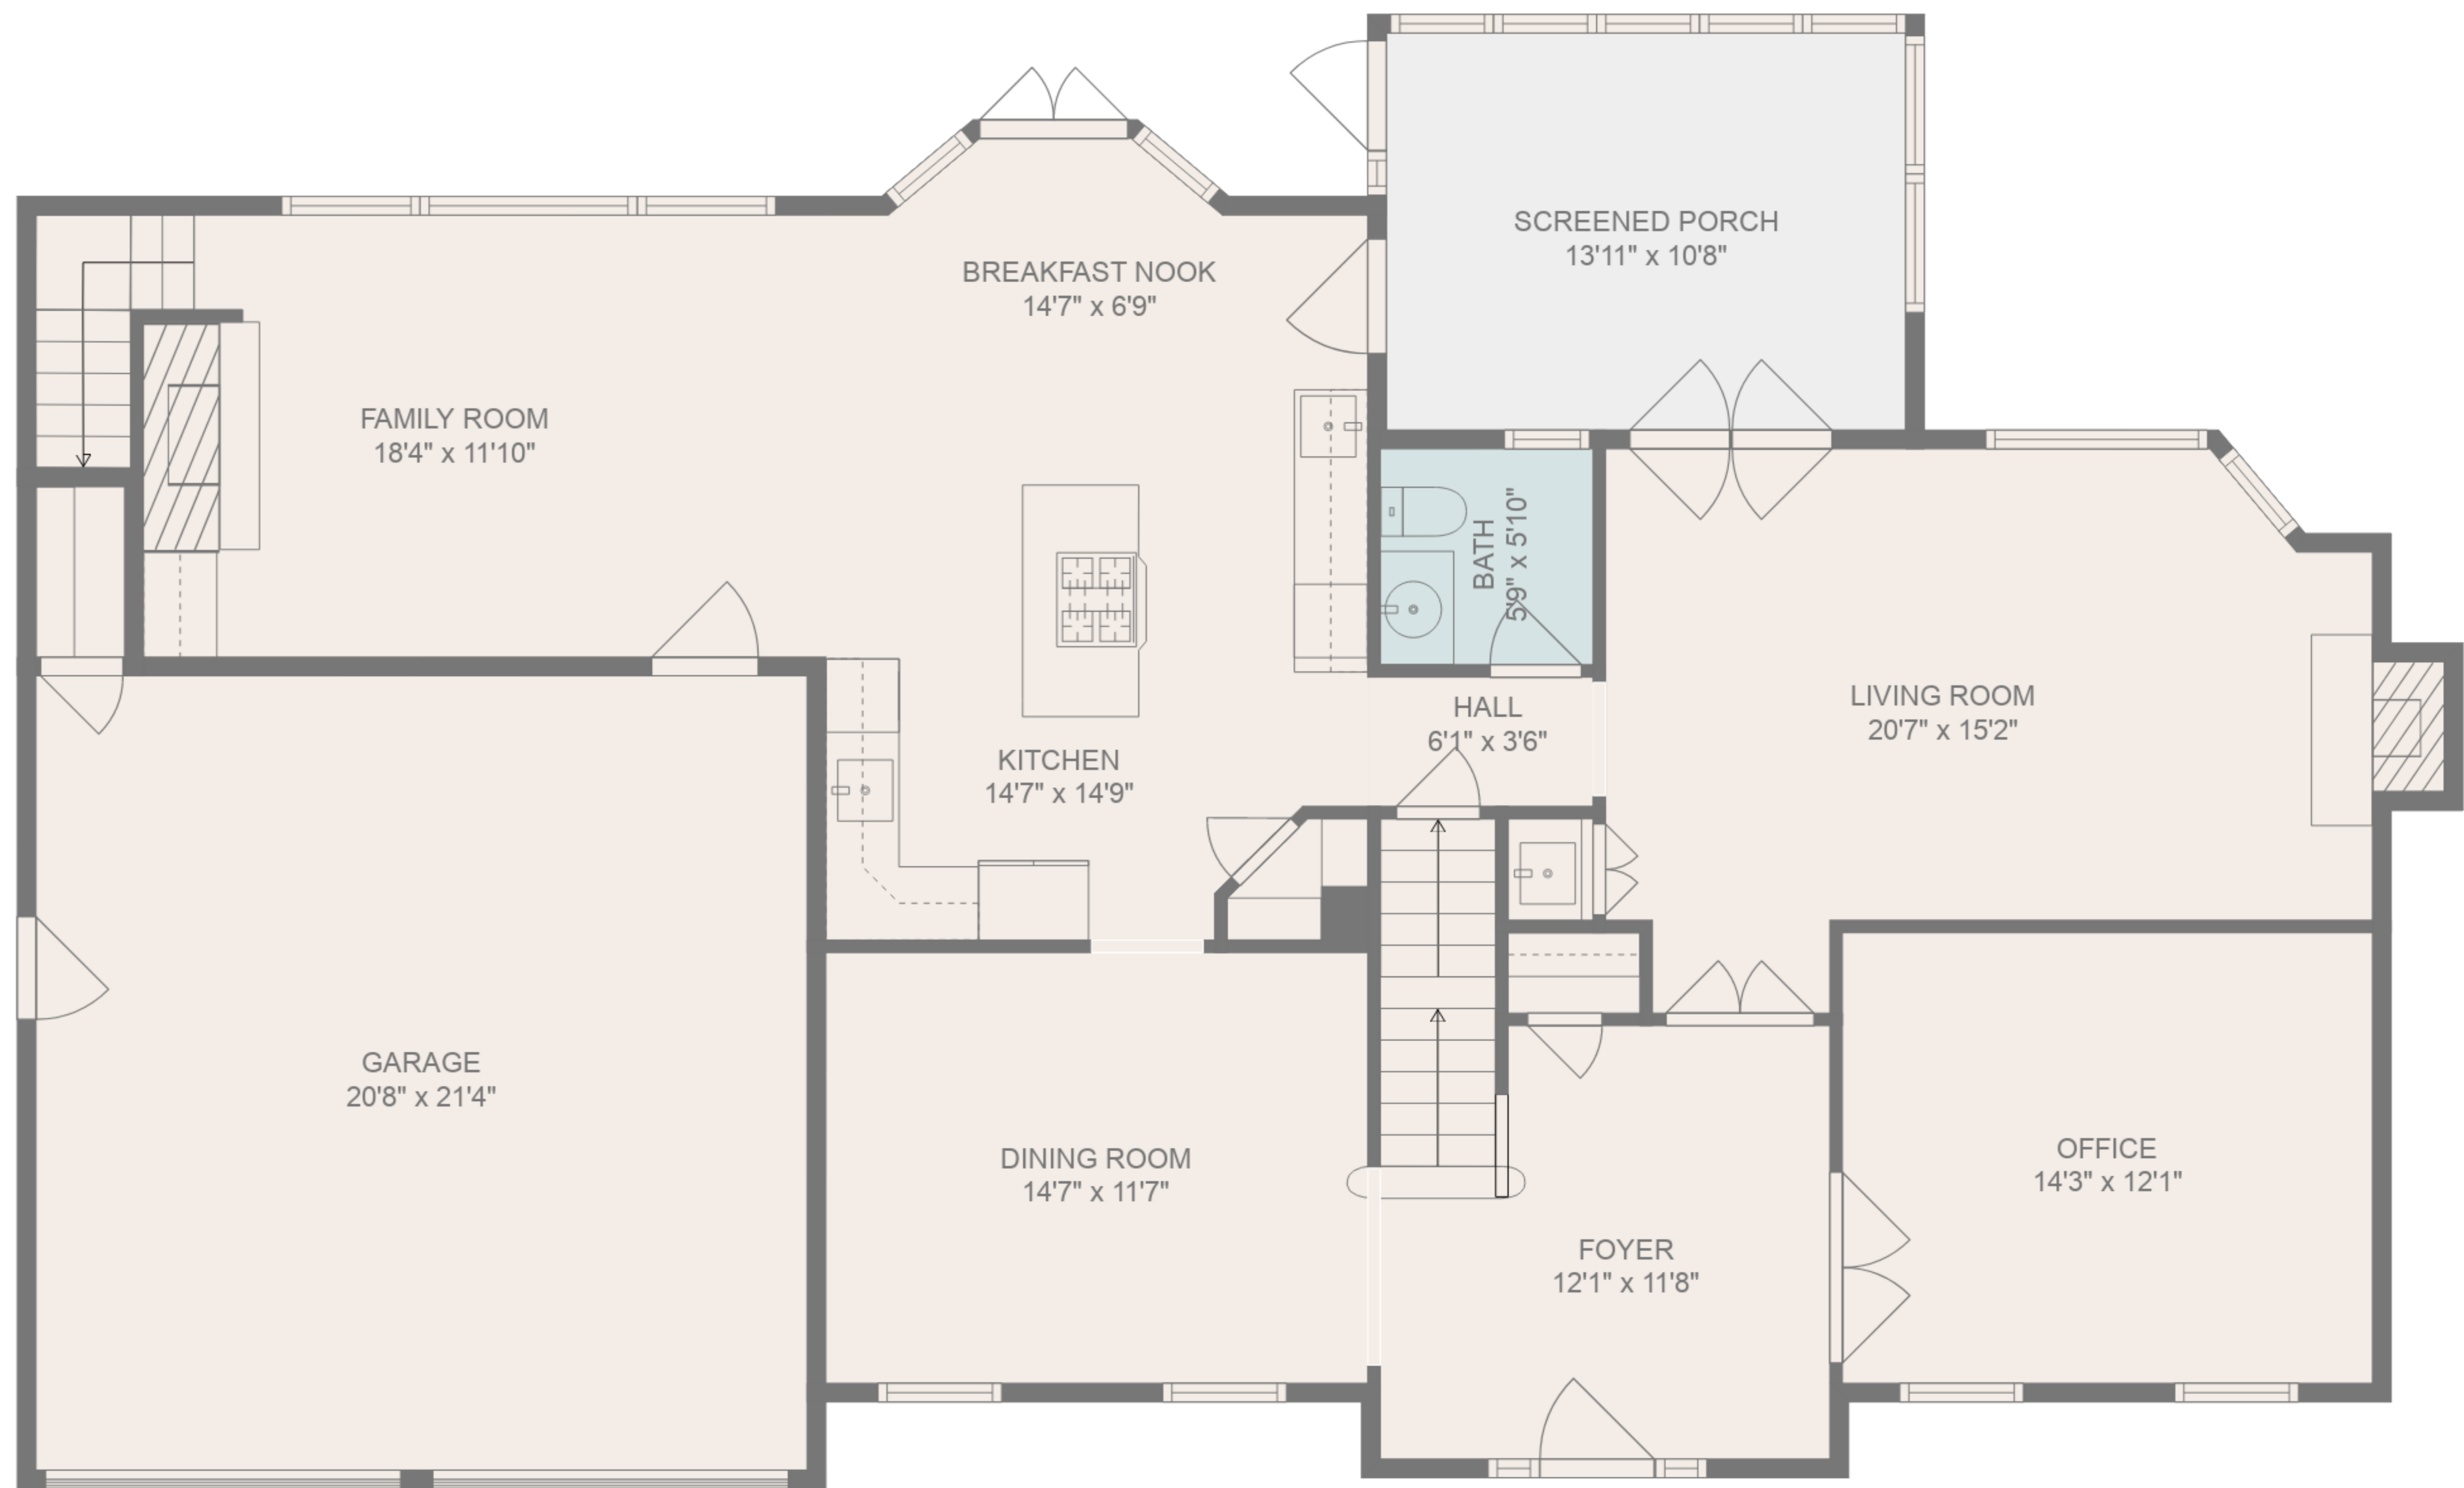 SCREENED PORCH
13'11" x 10'8"
BREAKFAST NOOK
14'7" x 6'9"
FAMILY ROOM
18'4" x 11'10"
BATH
5'9" x 5'10"
HALL
6'1" x 3'6"
LIVING ROOM
20'7" x 15'2"
KITCHEN
14'7" x 14'9"
GARAGE
20'8" x 21'4"
DINING ROOM
14'7" x 11'7"
OFFICE
14'3" x 12'1"
FOYER
12'1" x 11'8"